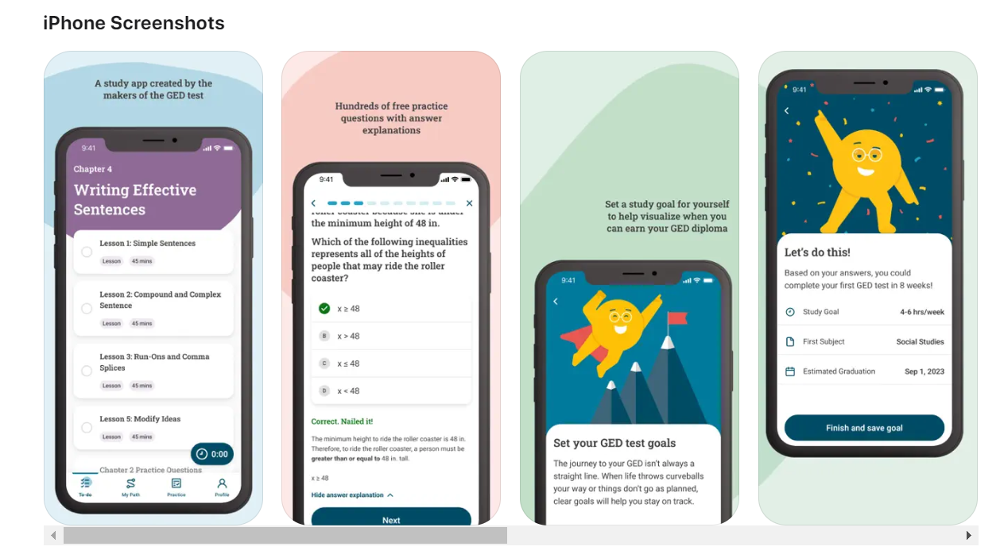 iPhone Screenshots
A study app created by the
makers of the GED test
9:41
Chapter 4
Writing Effective
Sentences
Lesson 1: Simple Sentences
Lesson 45 mins
Lesson 2: Compound and Complex
Sentence
Lesson 45 mins
Lesson 3: Run-Ons and Comma
Splices
Lesson 45 mins
Lesson 5: Modify Ideas
Lesson 45 mins
0:00
Chapter 2 Practice Questions
To-do My Path Practice Profile
Hundreds of free practice
questions with answer
explanations
9:41
roller coaster because she is under
the minimum height of 48 in.
Which of the following inequalities
represents all of the heights of
people that may ride the roller
coaster?
x ≥ 48
B x > 48
C x ≤ 48
D x < 48
Correct. Nailed it!
The minimum height to ride the roller coaster is 48 in.
Therefore, to ride the roller coaster, a person must be
greater than or equal to 48 in. tall.
x ≥ 48
Hide answer explanation
Next
Set a study goal for yourself
to help visualize when you
can earn your GED diploma
9:41
Set your GED test goals
The journey to your GED isn't always a
straight line. When life throws curveballs
your way or things don't go as planned,
clear goals will help you stay on track.
9:41
Let's do this!
Based on your answers, you could
complete your first GED test in 8 weeks!
Study Goal 4-6 hrs/week
First Subject Social Studies
Estimated Graduation Sep 1, 2023
Finish and save goal